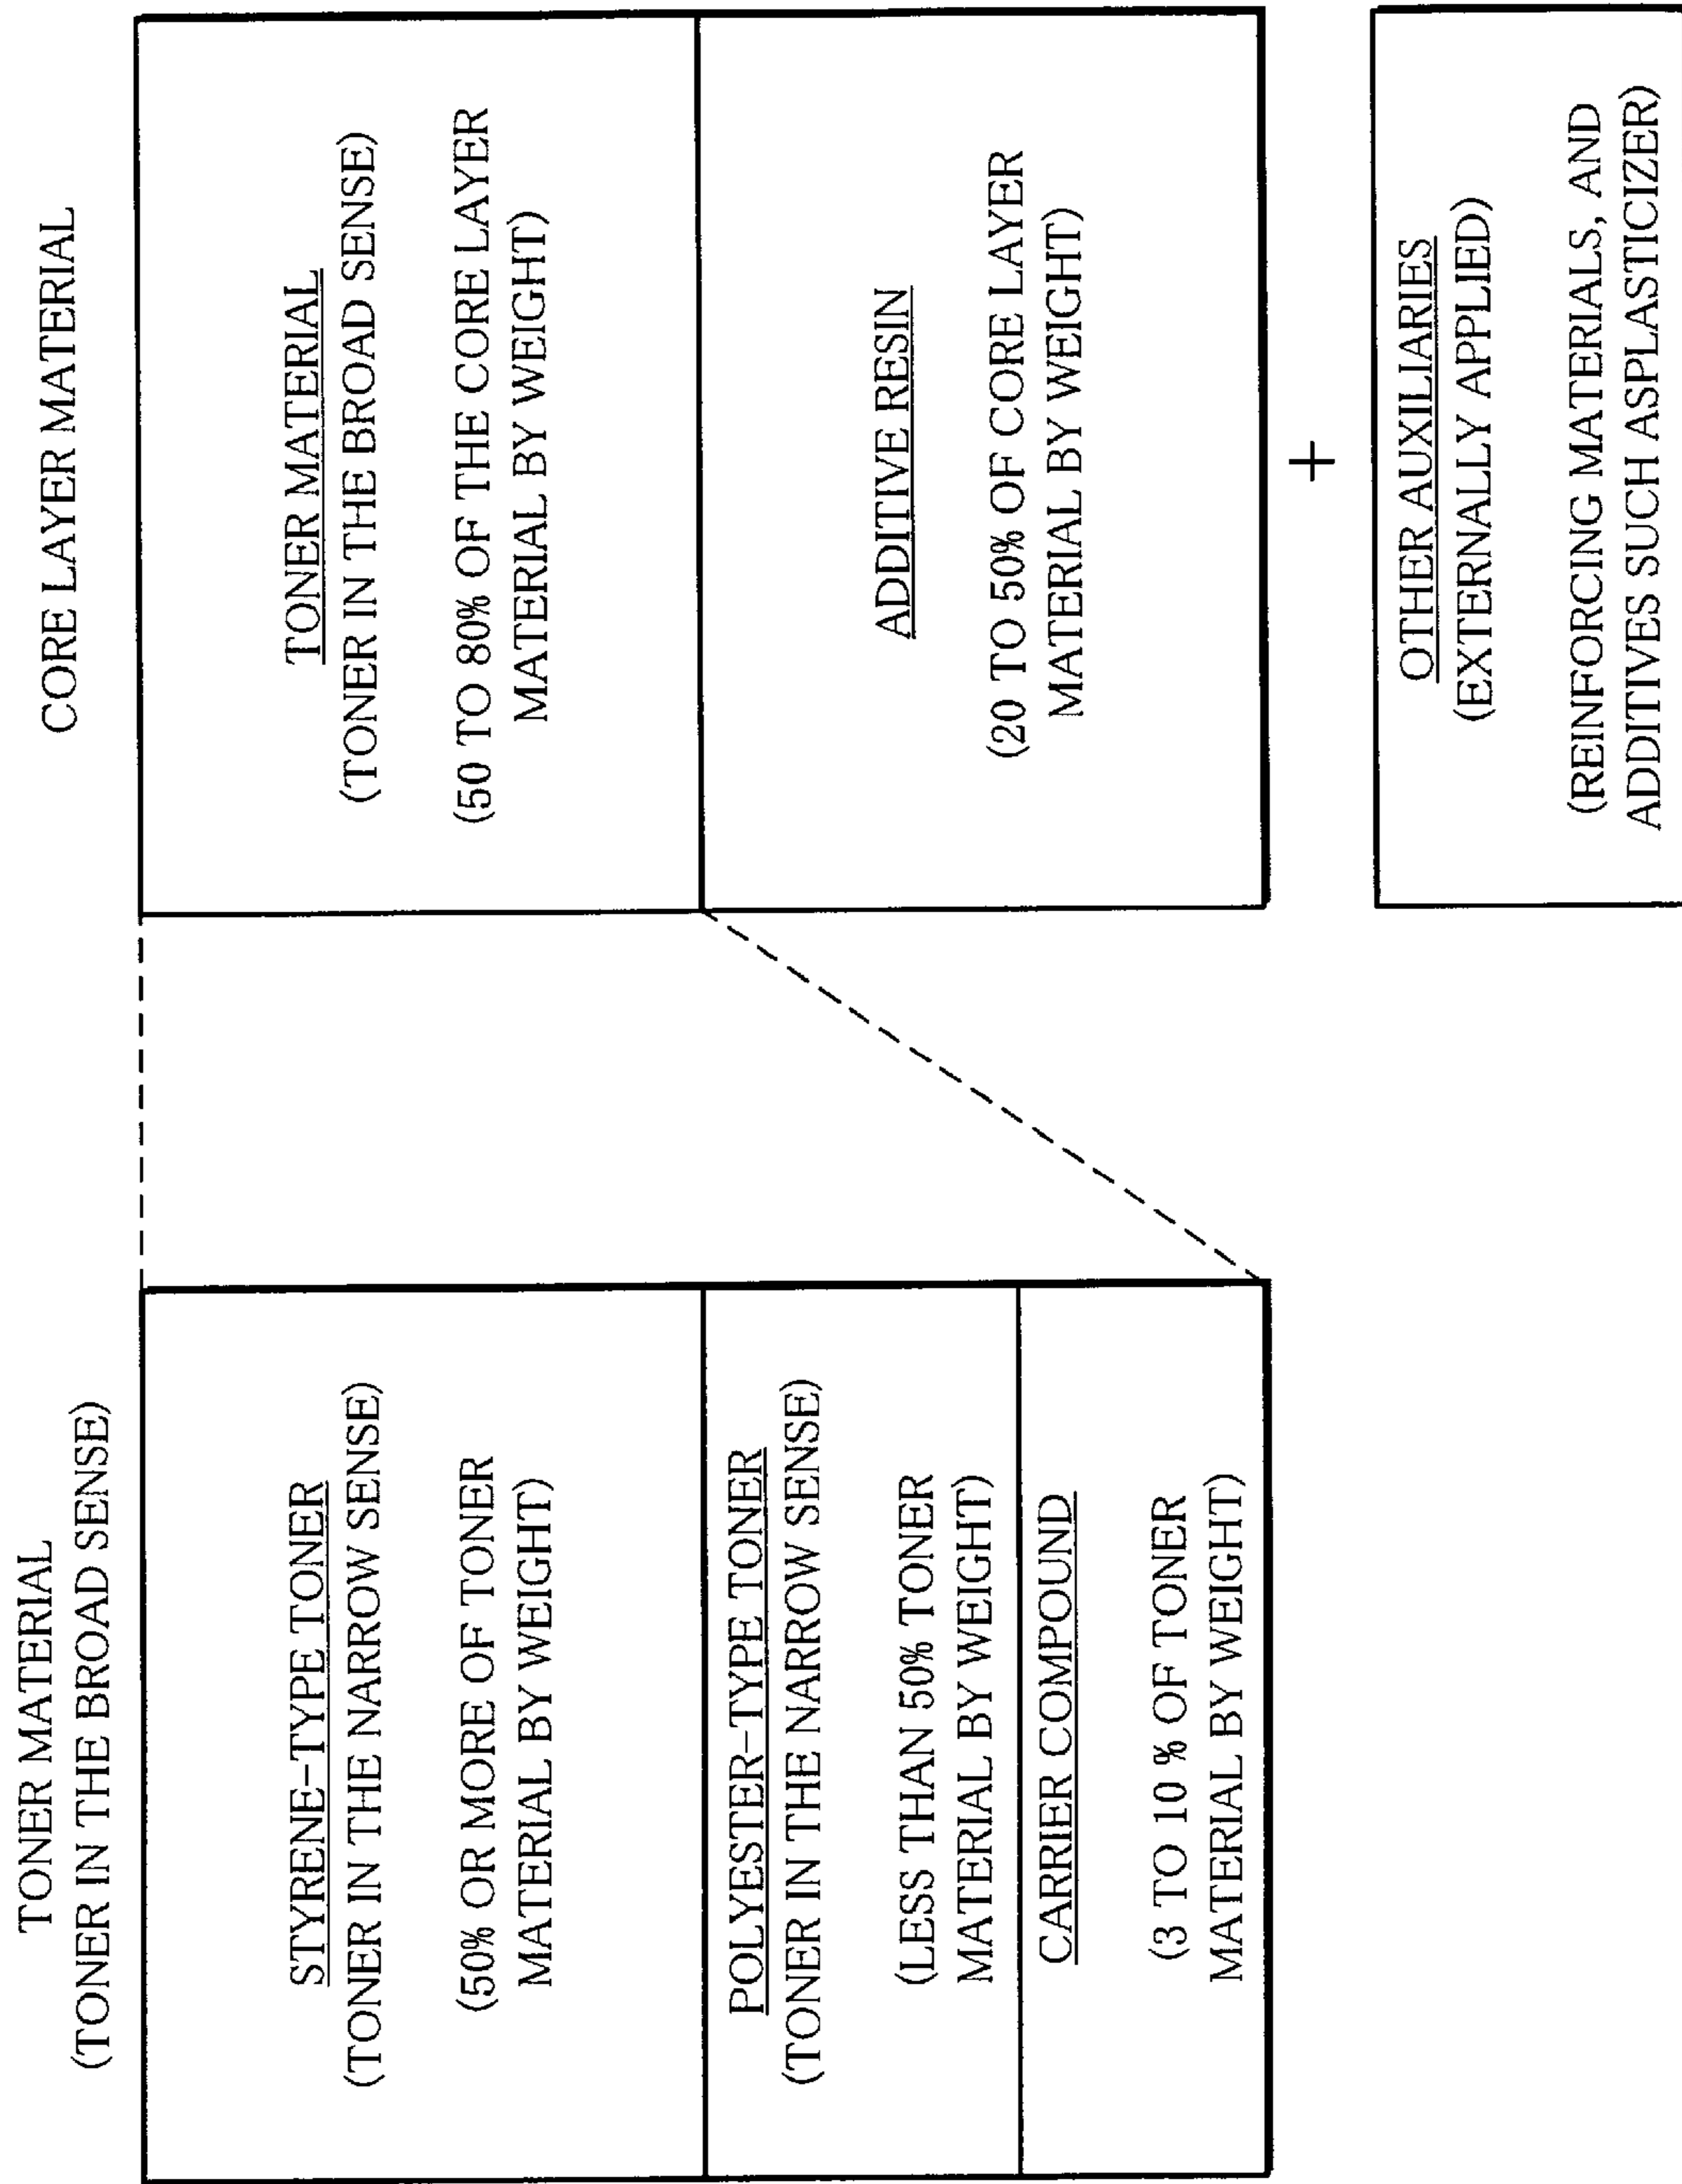 TONER MATERIAL
(TONER IN THE BROAD SENSE)
STYRENE-TYPE TONER
(TONER IN THE NARROW SENSE)
(50% OR MORE OF TONER
MATERIAL BY WEIGHT)
POLYESTER-TYPE TONER
(TONER IN THE NARROW SENSE)
(LESS THAN 50% TONER
MATERIAL BY WEIGHT)
CARRIER COMPOUND
(3 TO 10 % OF TONER
MATERIAL BY WEIGHT)
CORE LAYER MATERIAL
TONER MATERIAL
(TONER IN THE BROAD SENSE)
(50 TO 80% OF THE CORE LAYER
MATERIAL BY WEIGHT)
ADDITIVE RESIN
(20 TO 50% OF CORE LAYER
MATERIAL BY WEIGHT)
+
OTHER AUXILIARIES
(EXTERNALLY APPLIED)
(REINFORCING MATERIALS, AND
ADDITIVES SUCH ASPLASTICIZER)